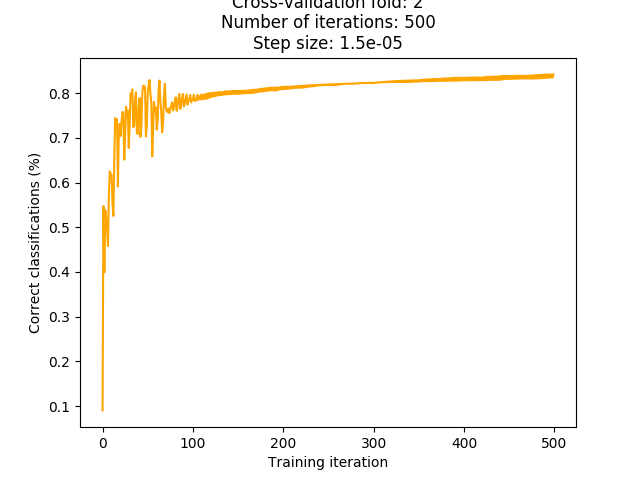 Cross-validation fold: 2
Number of iterations: 500
Step size: 1.5e-05
0.8
0.7
0.6
0.5
0.4
0.3
0.2
0.1
Correct classifications (%)
0 100 200 300 400 500
Training iteration